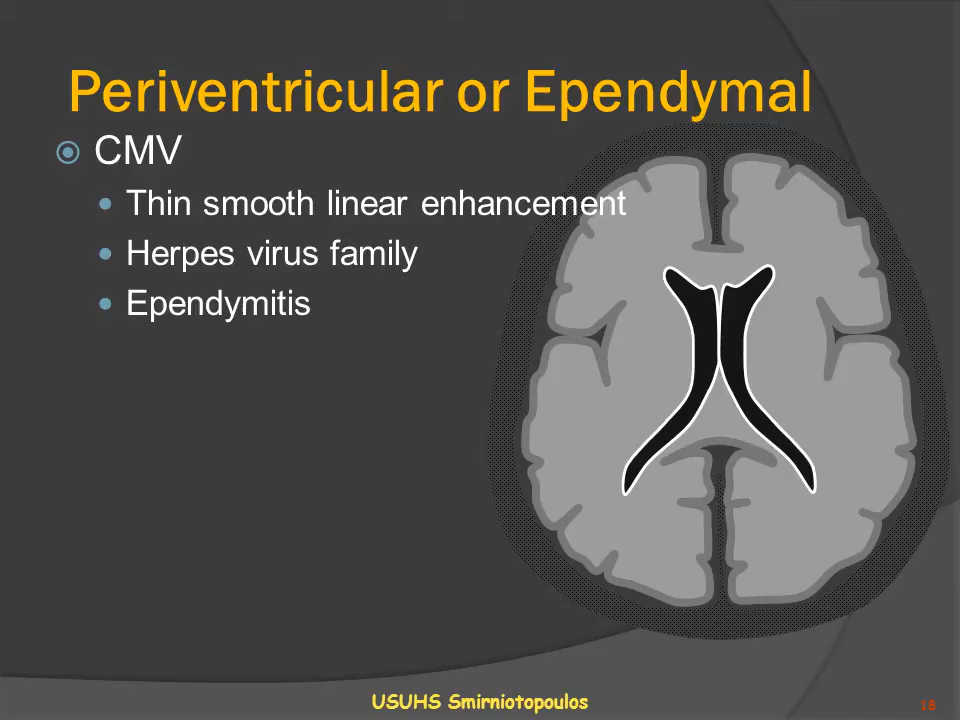 Periventricular or Ependymal
CMV
Thin smooth linear enhancement
Herpes virus family
Ependymitis
USUHS Smirniotopoulos
18